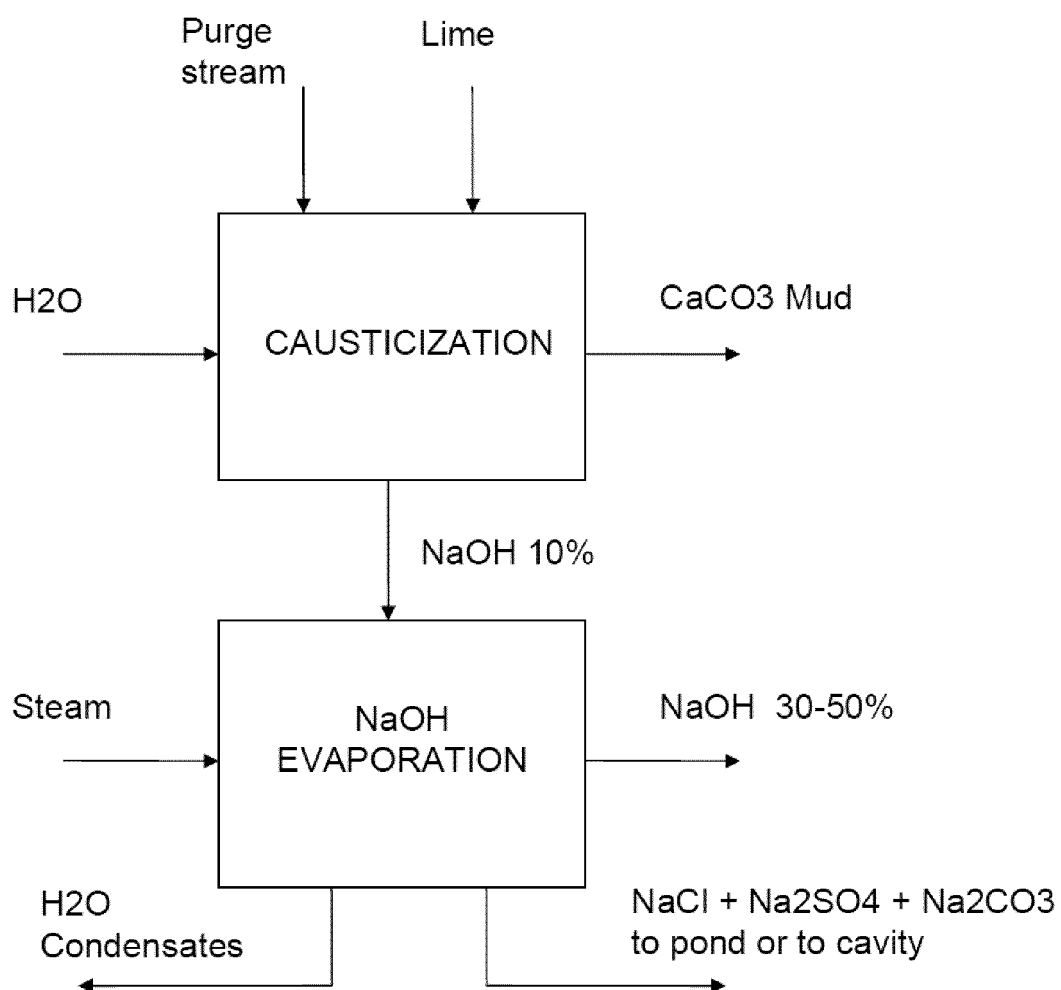 Purge
stream
Lime
H2O
CAUSTICIZATION
CaCO3 Mud
NaOH 10%
Steam
NaOH
EVAPORATION
NaOH 30-50%
H2O
Condensates
NaCl + Na2SO4 + Na2CO3
to pond or to cavity